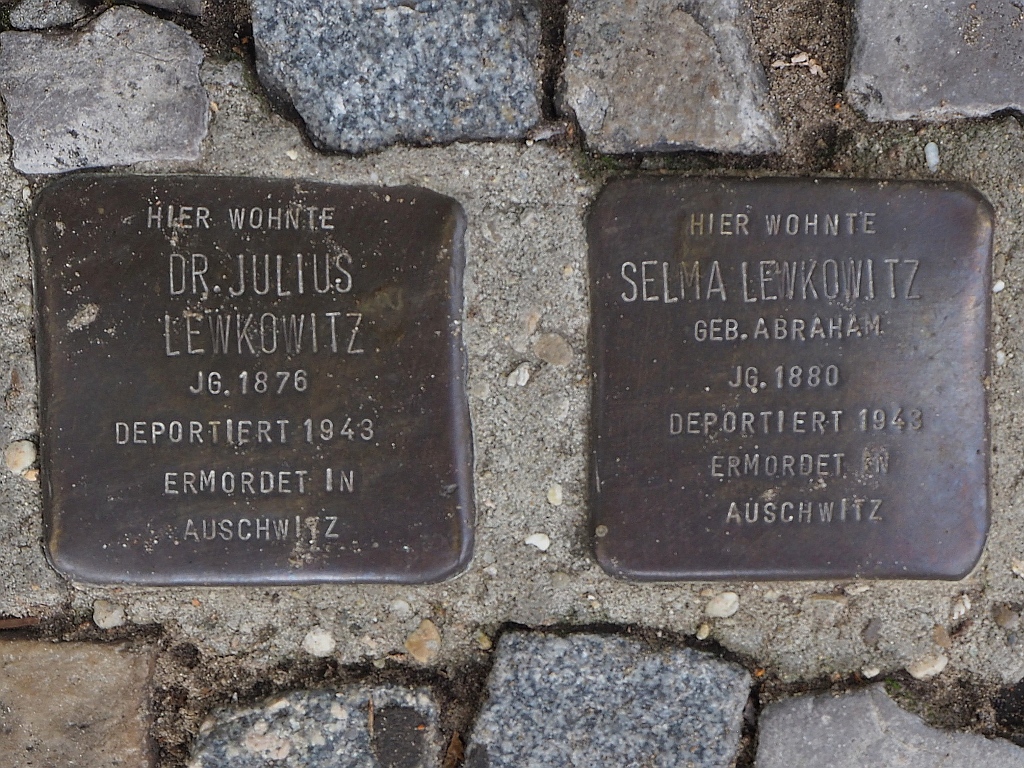 HIER WOHNTE
DR. JULIUS
LEWKOWITZ
JG. 1876
DEPORTIERT 1943
ERMORDET IN
AUSCHWITZ
HIER WOHNTE
SELMA LEWKOWITZ
GEB. ABRAHAM
JG. 1880
DEPORTIERT 1943
ERMORDET IN
AUSCHWITZ